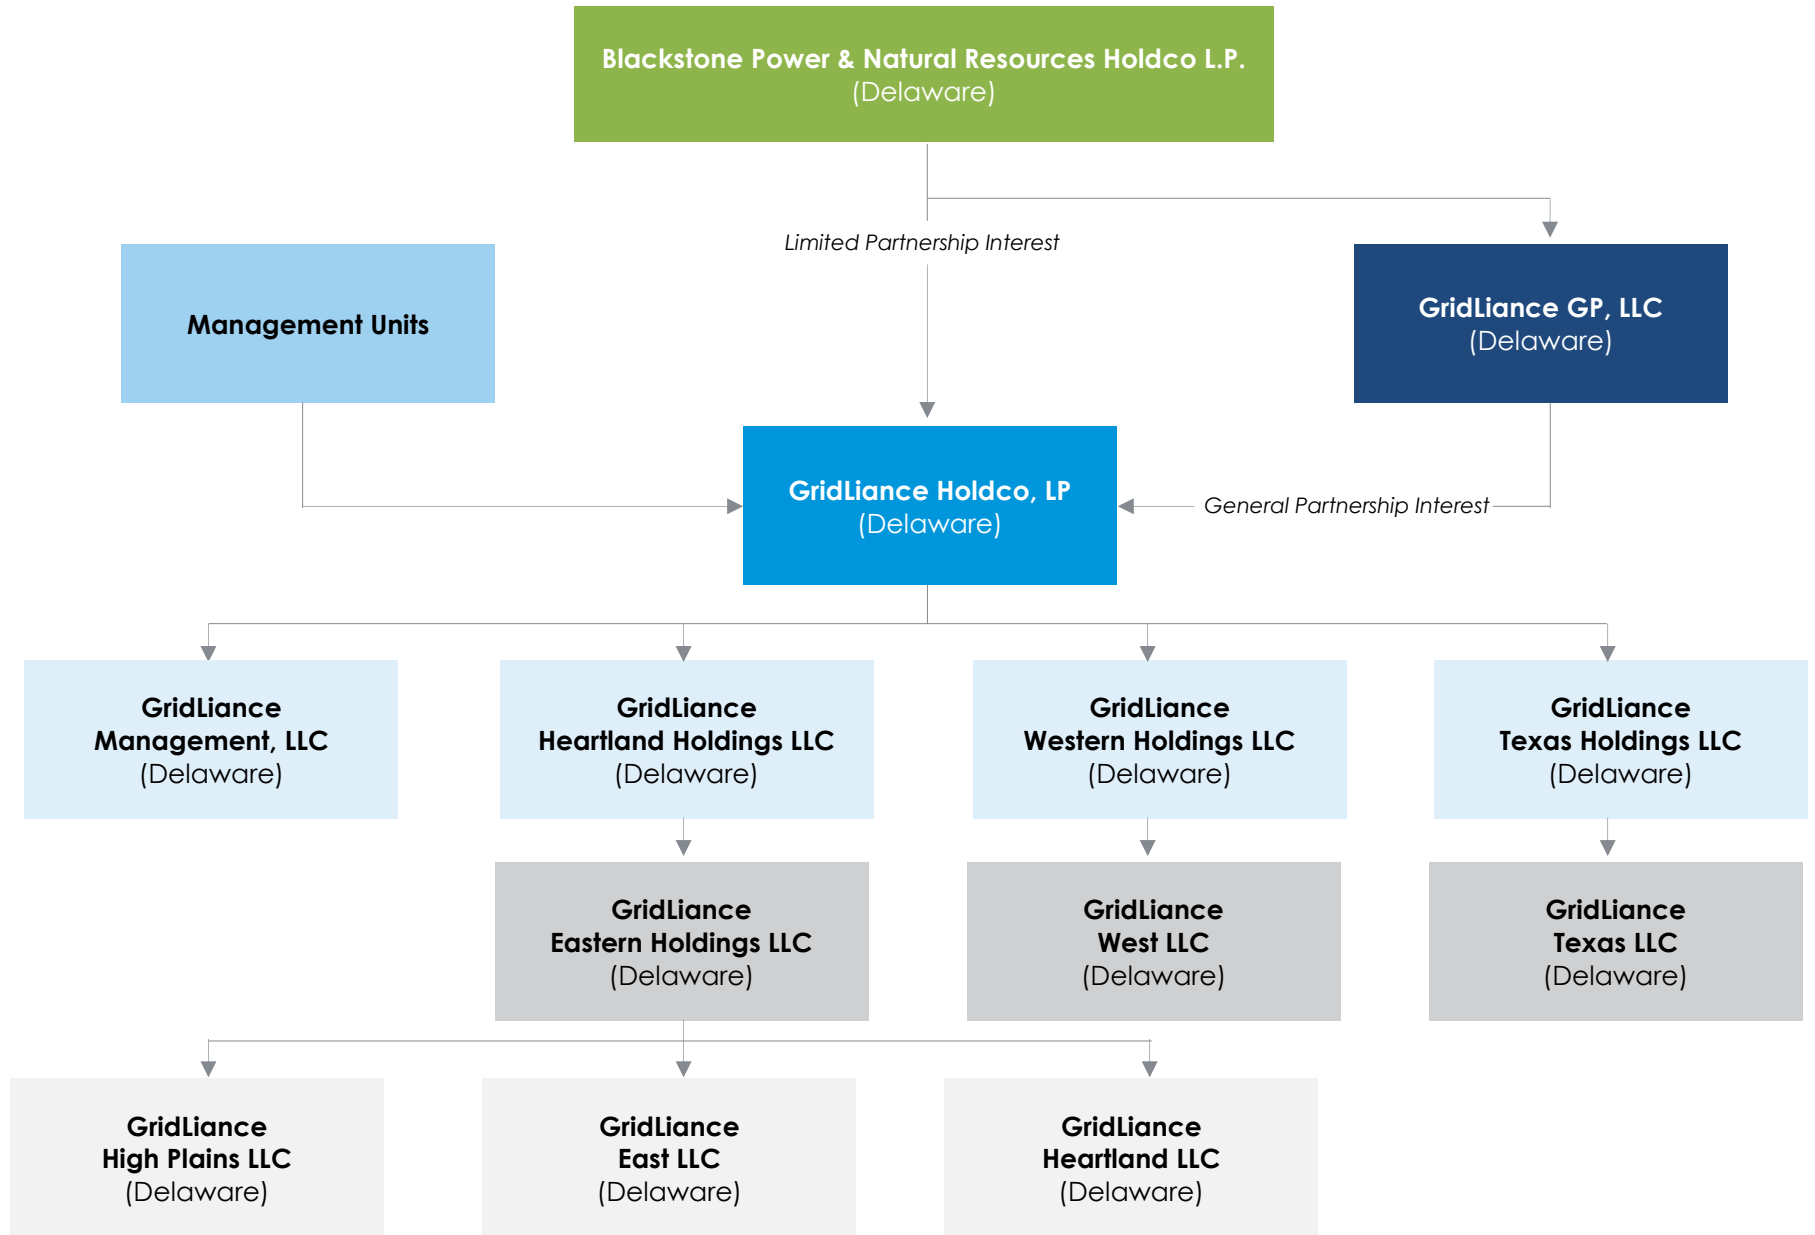 Blackstone Power & Natural Resources Holdco L.P.
(Delaware)
Limited Partnership Interest
Management Units
GridLiance GP, LLC
(Delaware)
GridLiance Holdco, LP
(Delaware)
General Partnership Interest
GridLiance
Management, LLC
(Delaware)
GridLiance
Heartland Holdings LLC
(Delaware)
GridLiance
Western Holdings LLC
(Delaware)
GridLiance
Texas Holdings LLC
(Delaware)
GridLiance
Eastern Holdings LLC
(Delaware)
GridLiance
West LLC
(Delaware)
GridLiance
Texas LLC
(Delaware)
GridLiance
High Plains LLC
(Delaware)
GridLiance
East LLC
(Delaware)
GridLiance
Heartland LLC
(Delaware)